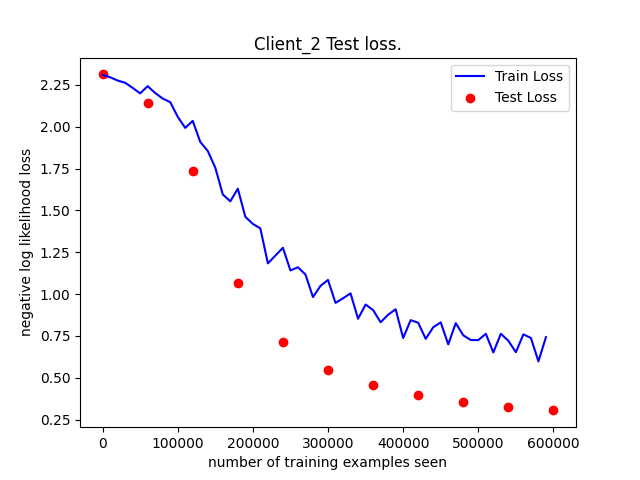 Client_2 Test loss.
Train Loss
Test Loss
negative log likelihood loss
2.25
2.00
1.75
1.50
1.25
1.00
0.75
0.50
0.25
0 100000 200000 300000 400000 500000 600000
number of training examples seen